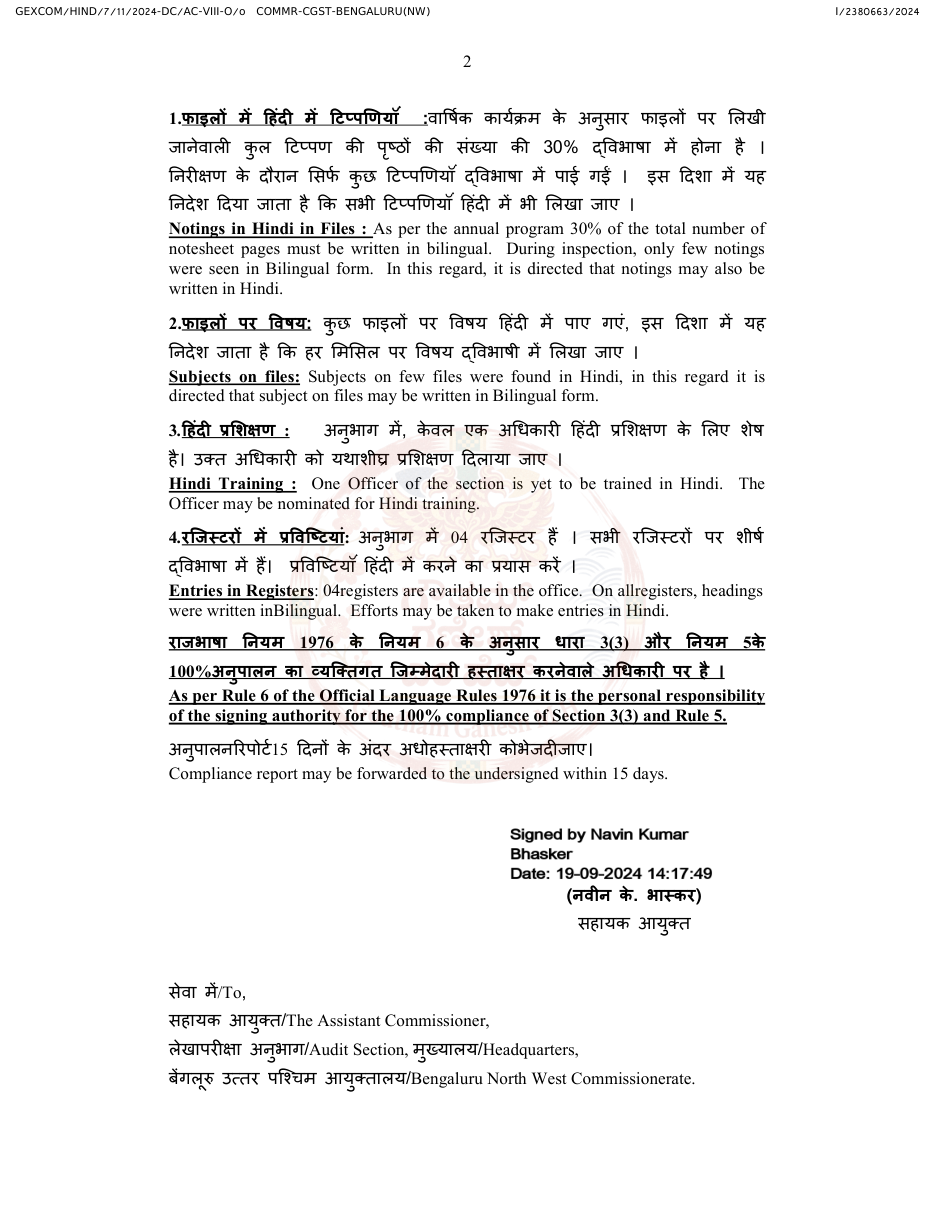 GEXCOM/HIND/7/11/2024-DC/AC-VIII-O/o COMMR-CGST-BENGALURU(NW) I/2380663/2024
2
1.फाइलों में हिंदी में टिप्पणियाँ :वार्षिक कार्यक्रम के अनुसार फाइलों पर लिखी
जानेवाली कुल टिप्पण की पृष्ठों की संख्या की 30% द्विभाषा में होना है ।
निरीक्षण के दौरान सिर्फ कुछ टिप्पणियाँ द्विभाषा में पाई गईं । इस दिशा में यह
निदेश दिया जाता है कि सभी टिप्पणियाँ हिंदी में भी लिखा जाए ।
Notings in Hindi in Files : As per the annual program 30% of the total number of
notesheet pages must be written in bilingual. During inspection, only few notings
were seen in Bilingual form. In this regard, it is directed that notings may also be
written in Hindi.
2.फाइलों पर विषय: कुछ फाइलों पर विषय हिंदी में पाए गएं, इस दिशा में यह
निदेश जाता है कि हर मिसिल पर विषय द्विभाषी में लिखा जाए ।
Subjects on files: Subjects on few files were found in Hindi, in this regard it is
directed that subject on files may be written in Bilingual form.
3.हिंदी प्रशिक्षण : अनुभाग में, केवल एक अधिकारी हिंदी प्रशिक्षण के लिए शेष
है। उक्त अधिकारी को यथाशीघ्र प्रशिक्षण दिलाया जाए ।
Hindi Training : One Officer of the section is yet to be trained in Hindi. The
Officer may be nominated for Hindi training.
4.रजिस्टरों में प्रविष्टियां: अनुभाग में 04 रजिस्टर हैं । सभी रजिस्टरों पर शीर्ष
द्विभाषा में हैं। प्रविष्टियाँ हिंदी में करने का प्रयास करें ।
Entries in Registers: 04registers are available in the office. On allregisters, headings
were written inBilingual. Efforts may be taken to make entries in Hindi.
राजभाषा नियम 1976 के नियम 6 के अनुसार धारा 3(3) और नियम 5के
100%अनुपालन का व्यक्तिगत जिम्मेदारी हस्ताक्षर करनेवाले अधिकारी पर है ।
As per Rule 6 of the Official Language Rules 1976 it is the personal responsibility
of the signing authority for the 100% compliance of Section 3(3) and Rule 5.
अनुपालनरिपोर्ट15 दिनों के अंदर अधोहस्ताक्षरी कोभेजदीजाए।
Compliance report may be forwarded to the undersigned within 15 days.
Signed by Navin Kumar
Bhasker
Date: 19-09-2024 14:17:49
(नवीन के. भास्कर)
सहायक आयुक्त
सेवा में/To,
सहायक आयुक्त/The Assistant Commissioner,
लेखापरीक्षा अनुभाग/Audit Section, मुख्यालय/Headquarters,
बेंगलूरु उत्तर पश्चिम आयुक्तालय/Bengaluru North West Commissionerate.